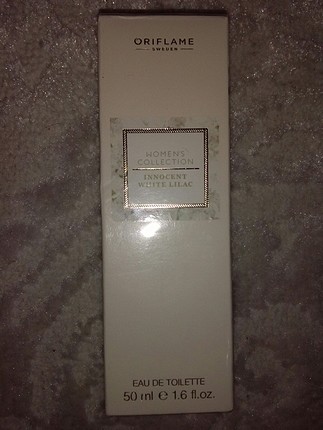 ORIFLAME
SWEDEN
WOMEN'S
COLLECTION
INNOCENT
WHITE LILAC
EAU DE TOILETTE
50 ml ℮ 1.6 fl.oz.